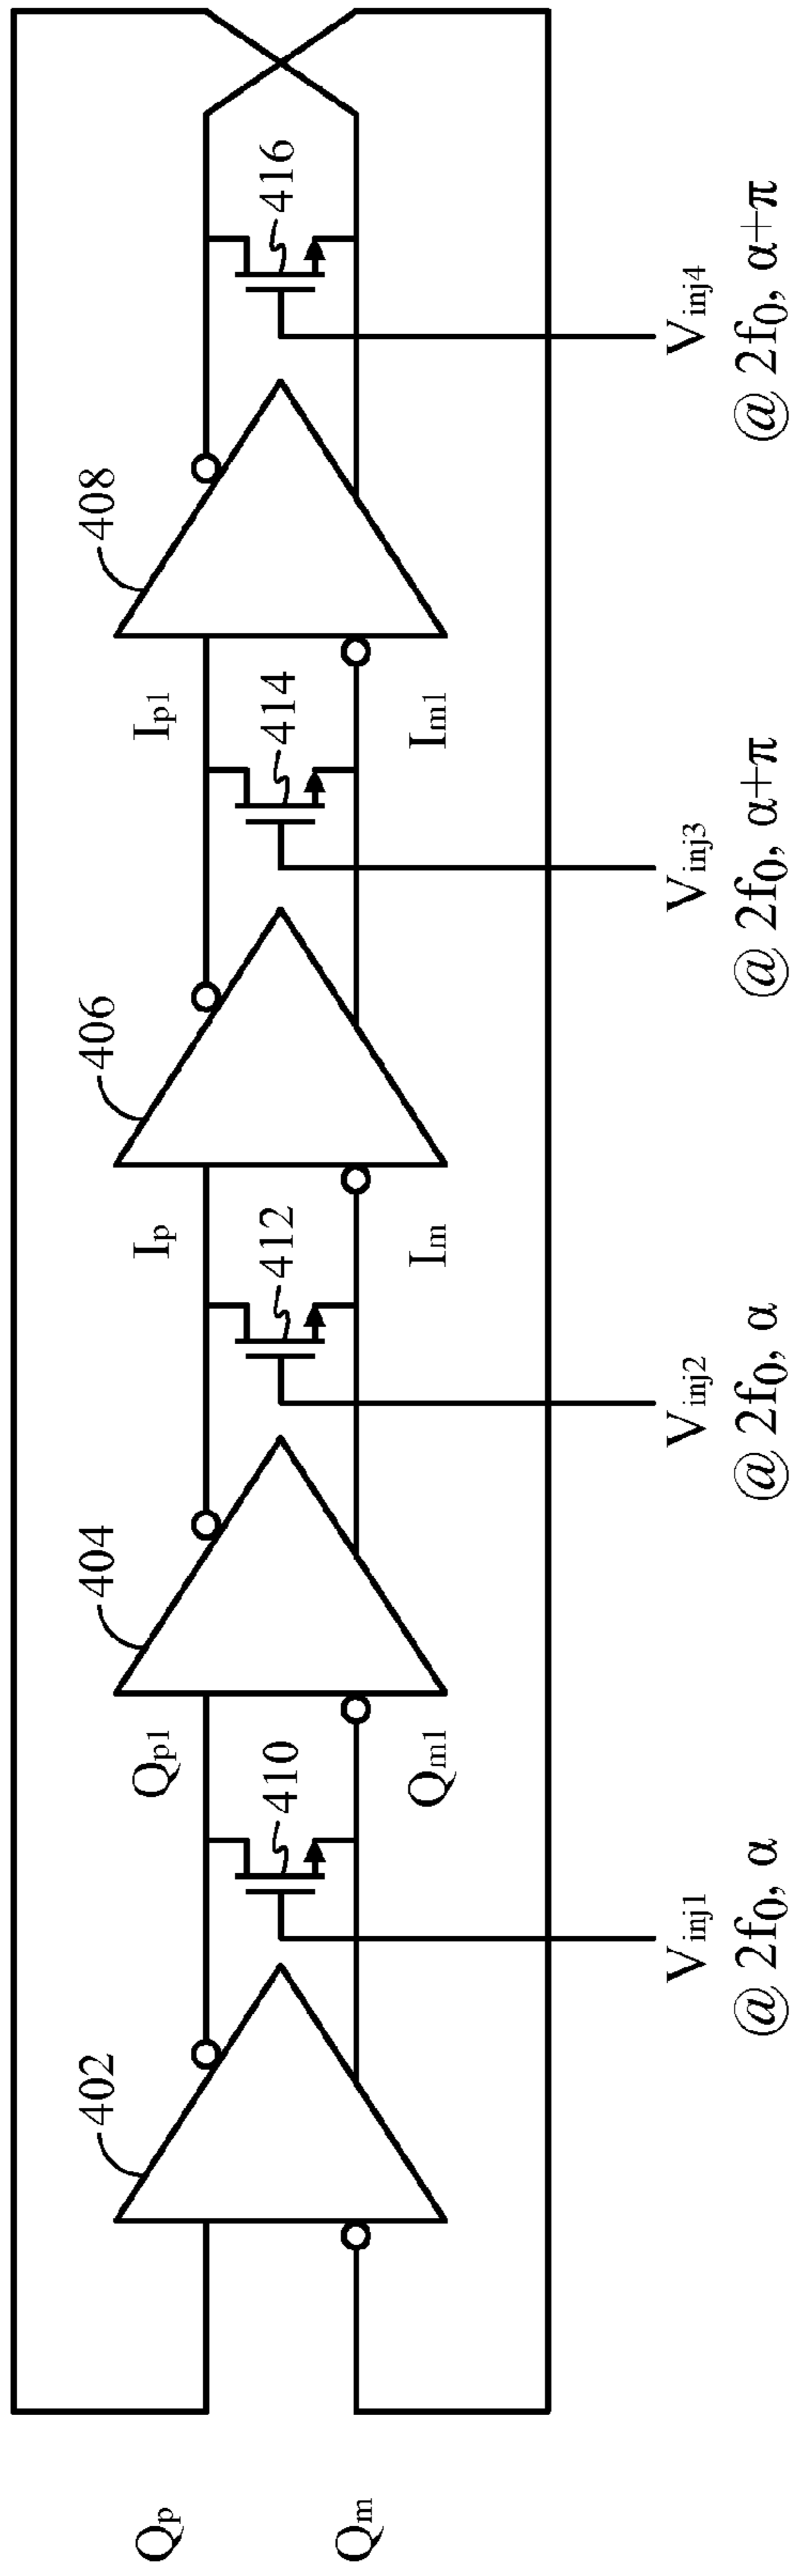 402
404
406
408
Qp
Qp1
Ip
Ip1
410
412
414
416
Qm
Qm1
Im
Im1
Vinj1
Vinj2
Vinj3
Vinj4
@ 2f0, α
@ 2f0, α
@ 2f0, α+π
@ 2f0, α+π